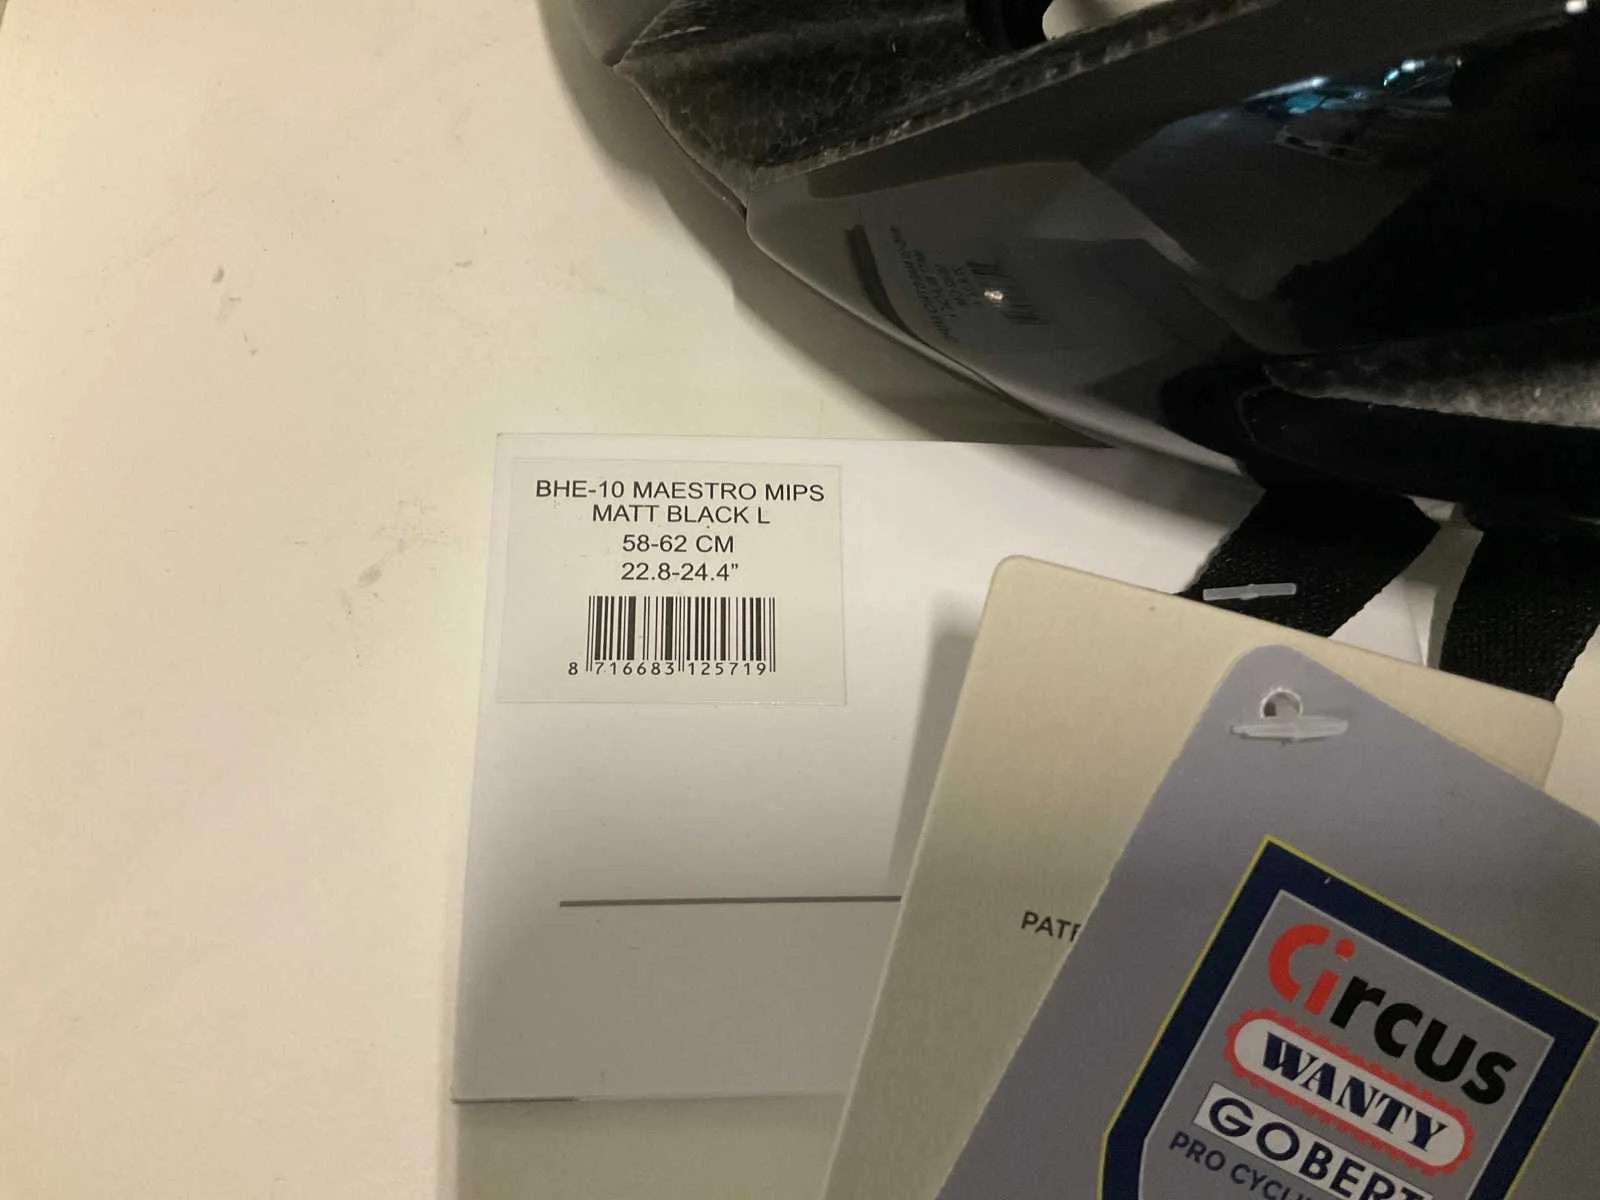 BHE-10 MAESTRO MIPS
MATT BLACK L
58-62 CM
22.8-24.4”
8 716683 125719
PATR
Circus
WANTY
GOBERT
PRO CYCLI